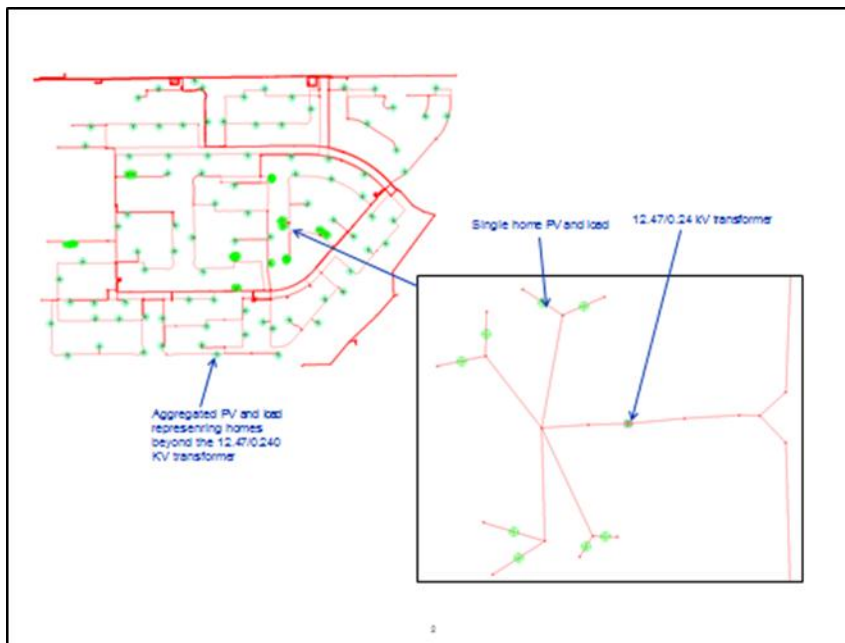 Single home PV and load
12.47/0.24 kV transformer
Aggregated PV and load
represenring homes
beyond the 12.47/0.240
KV transformer
2